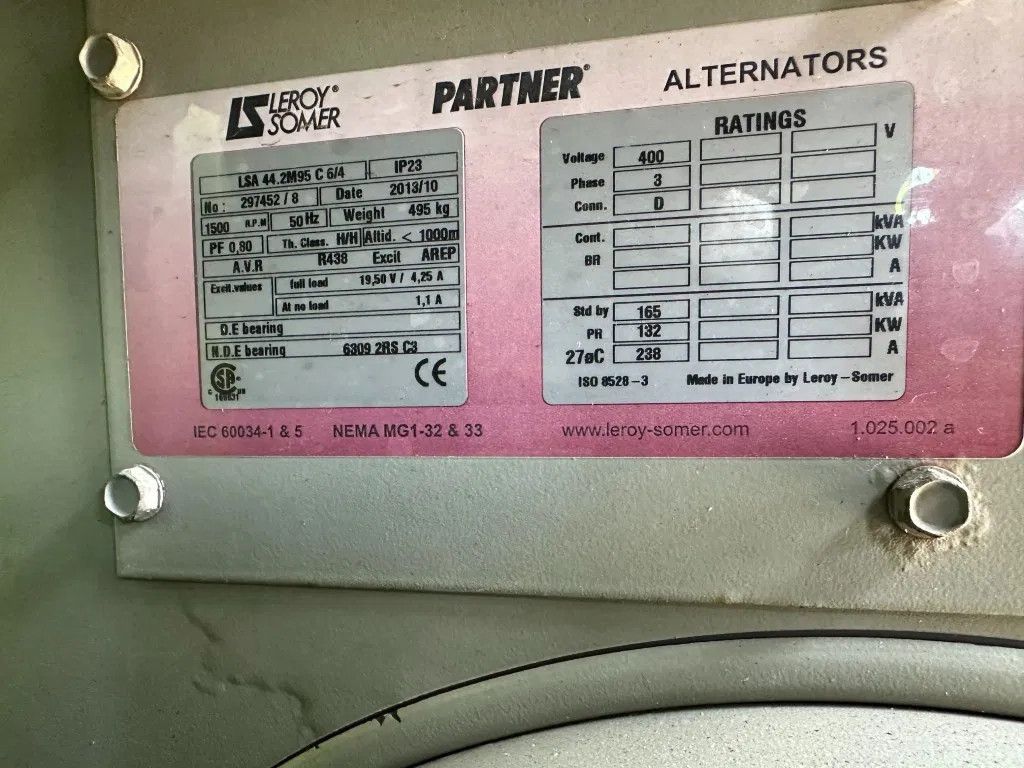 LEROY®
SOMER
PARTNER®
ALTERNATORS
LSA 44.2M95 C 6/4 IP23
No : 297452 / 8 Date 2013/10
1500 R.P.M 50 Hz Weight 495 kg
PF 0,80 Th. Class. H/H Altid. < 1000m
A.V.R R438 Excit AREP
Excit.values full load 19,50 V / 4,25 A
At no load 1,1 A
D.E bearing
N.D.E bearing 6309 2RS C3
CE
IEC 60034-1 & 5 NEMA MG1-32 & 33
RATINGS
Voltage 400 V
Phase 3
Conn. D
Cont. kVA
BR KW
A
Std by 165 kVA
PR 132 KW
27øC 238 A
ISO 8528-3 Made in Europe by Leroy-Somer
www.leroy-somer.com 1.025.002 a